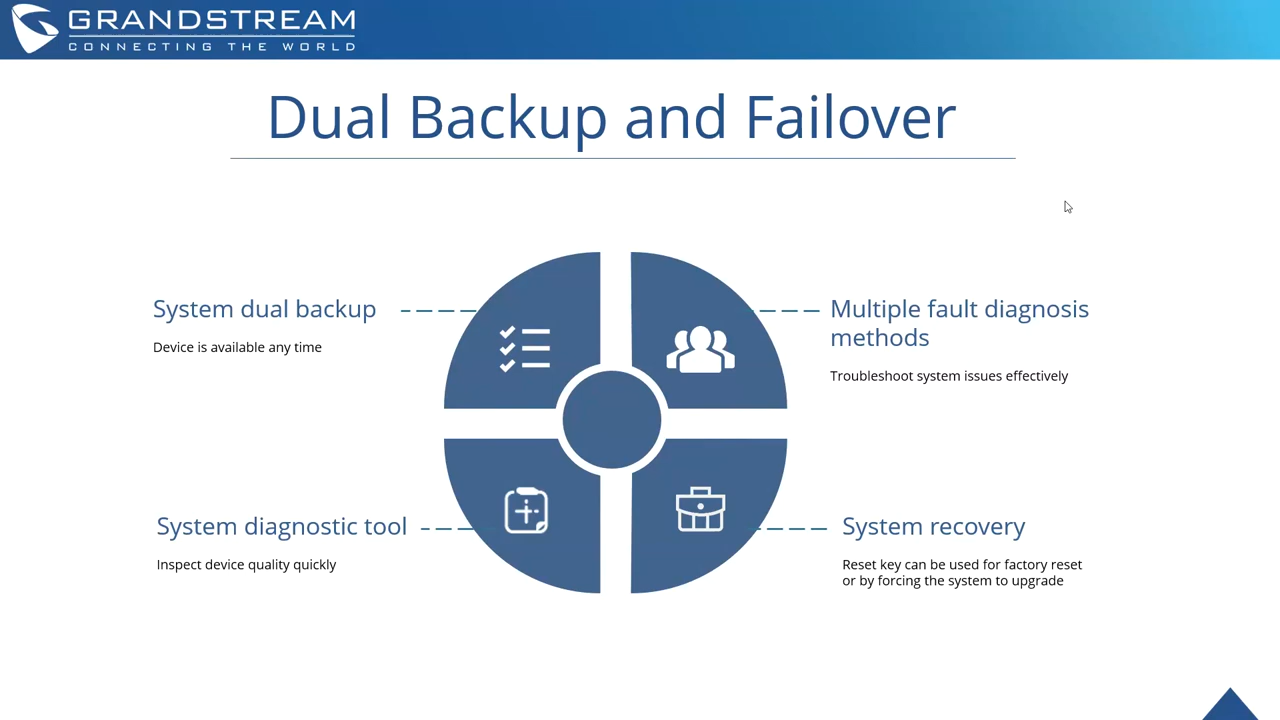 GRANDSTREAM
CONNECTING THE WORLD
Dual Backup and Failover
System dual backup
Device is available any time
Multiple fault diagnosis
methods
Troubleshoot system issues effectively
System diagnostic tool
Inspect device quality quickly
System recovery
Reset key can be used for factory reset
or by forcing the system to upgrade